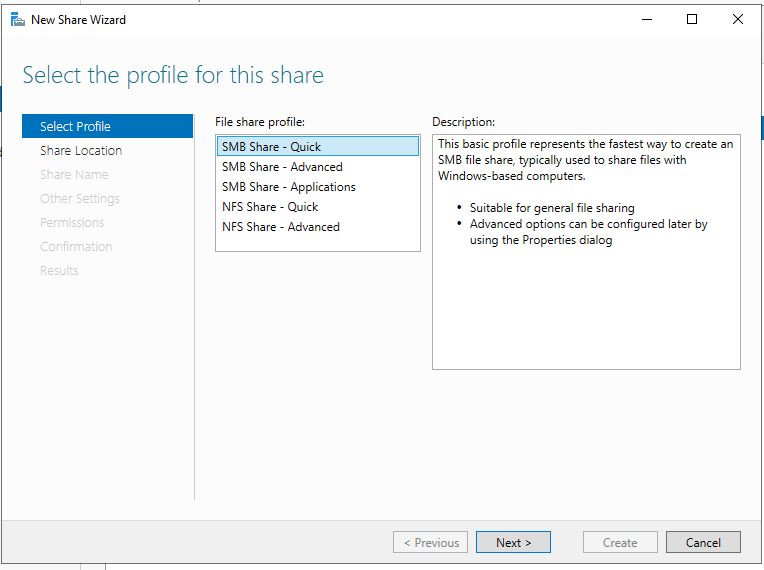 New Share Wizard
Select the profile for this share
Select Profile
Share Location
Share Name
Other Settings
Permissions
Confirmation
Results
File share profile:
SMB Share - Quick
SMB Share - Advanced
SMB Share - Applications
NFS Share - Quick
NFS Share - Advanced
Description:
This basic profile represents the fastest way to create an
SMB file share, typically used to share files with
Windows-based computers.
• Suitable for general file sharing
• Advanced options can be configured later by
using the Properties dialog
< Previous
Next >
Create
Cancel